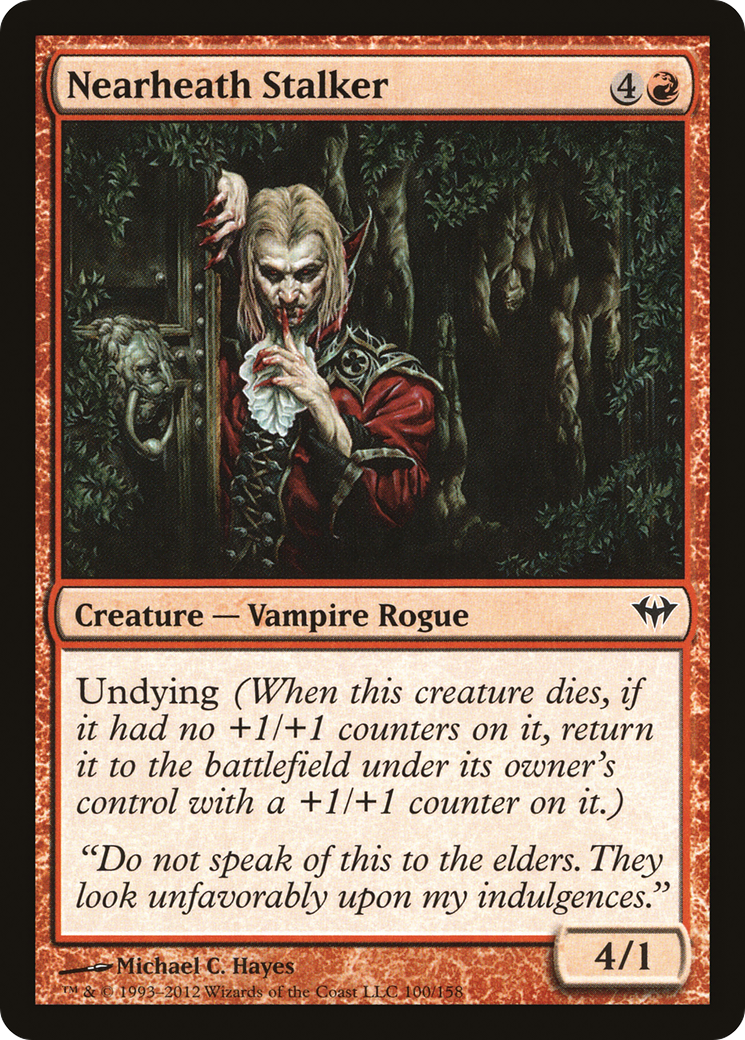 Nearheath Stalker 4
Creature — Vampire Rogue
Undying (When this creature dies, if
it had no +1/+1 counters on it, return
it to the battlefield under its owner's
control with a +1/+1 counter on it.)
“Do not speak of this to the elders. They
look unfavorably upon my indulgences.”
4/1
Michael C. Hayes
™ & © 1993–2012 Wizards of the Coast LLC 100/158